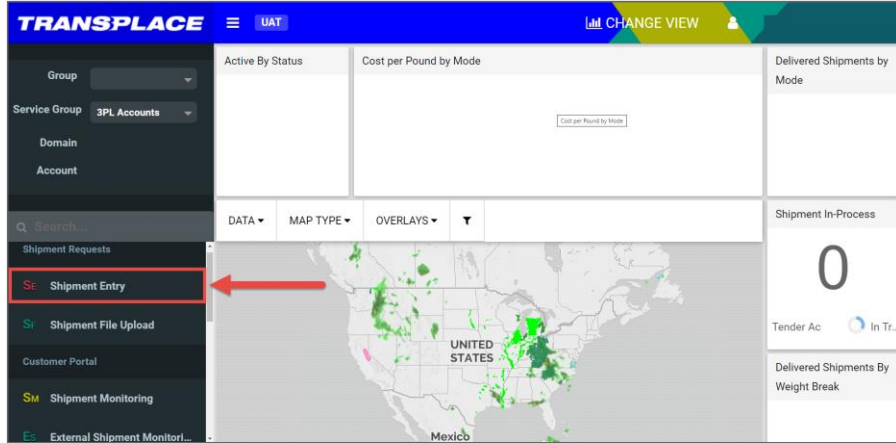 TRANSPLACE
UAT
CHANGE VIEW
Group
Service Group 3PL Accounts
Domain
Account
Search...
Shipment Requests
SE Shipment Entry
SF Shipment File Upload
Customer Portal
SM Shipment Monitoring
ES External Shipment Monitori...
Active By Status
Cost per Pound by Mode
Cost per Pound by Mode
Delivered Shipments by
Mode
DATA
MAP TYPE
OVERLAYS
UNITED
STATES
Mexico
Shipment In-Process
0
Tender Ac
In Tr..
Delivered Shipments By
Weight Break